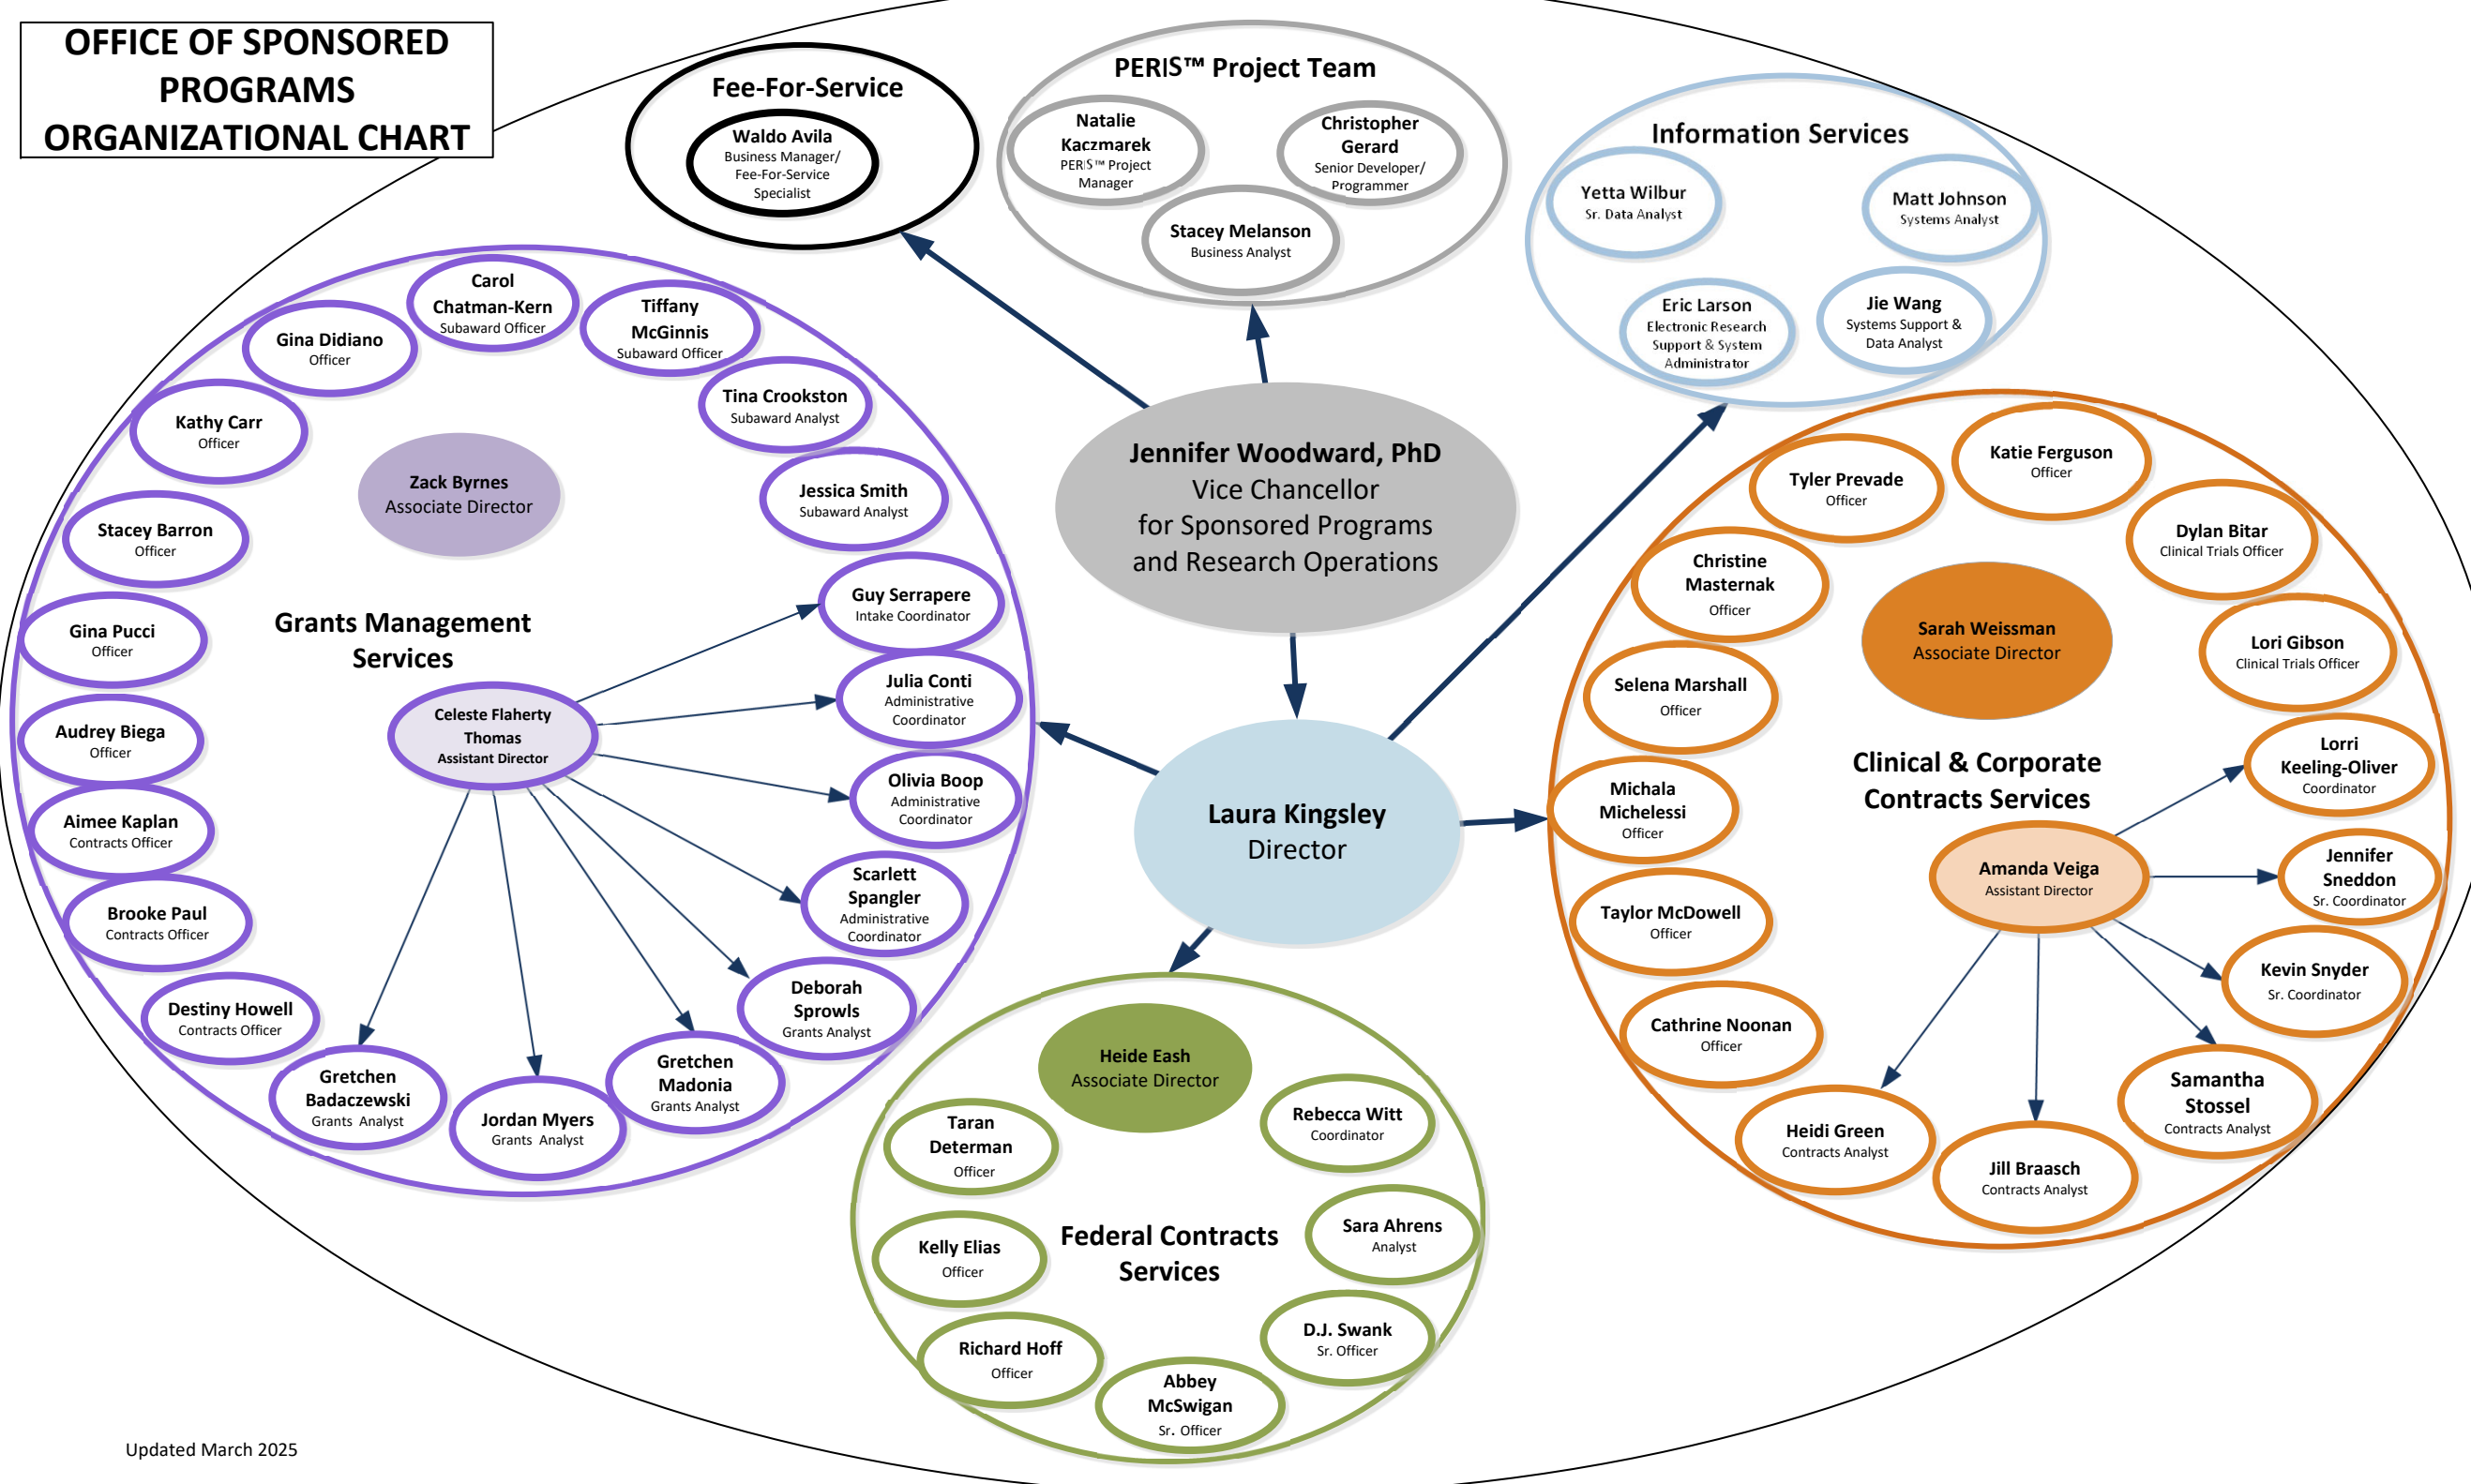 OFFICE OF SPONSORED
PROGRAMS
ORGANIZATIONAL CHART
Fee-For-Service
Waldo Avila
Business Manager/
Fee-For-Service
Specialist
PERIS™ Project Team
Natalie
Kaczmarek
PERIS™ Project
Manager
Christopher
Gerard
Senior Developer/
Programmer
Stacey Melanson
Business Analyst
Information Services
Yetta Wilbur
Sr. Data Analyst
Matt Johnson
Systems Analyst
Eric Larson
Electronic Research
Support & System
Administrator
Jie Wang
Systems Support &
Data Analyst
Jennifer Woodward, PhD
Vice Chancellor
for Sponsored Programs
and Research Operations
Laura Kingsley
Director
Carol
Chatman-Kern
Subaward Officer
Tiffany
McGinnis
Subaward Officer
Gina Didiano
Officer
Tina Crookston
Subaward Analyst
Kathy Carr
Officer
Zack Byrnes
Associate Director
Jessica Smith
Subaward Analyst
Stacey Barron
Officer
Guy Serrapere
Intake Coordinator
Grants Management
Services
Gina Pucci
Officer
Julia Conti
Administrative
Coordinator
Celeste Flaherty
Thomas
Assistant Director
Audrey Biega
Officer
Olivia Boop
Administrative
Coordinator
Aimee Kaplan
Contracts Officer
Scarlett
Spangler
Administrative
Coordinator
Brooke Paul
Contracts Officer
Deborah
Sprowls
Grants Analyst
Destiny Howell
Contracts Officer
Gretchen
Badaczewski
Grants Analyst
Jordan Myers
Grants Analyst
Gretchen
Madonia
Grants Analyst
Katie Ferguson
Officer
Tyler Prevade
Officer
Dylan Bitar
Clinical Trials Officer
Christine
Masternak
Officer
Sarah Weissman
Associate Director
Lori Gibson
Clinical Trials Officer
Selena Marshall
Officer
Clinical & Corporate
Contracts Services
Lorri
Keeling-Oliver
Coordinator
Michala
Michelessi
Officer
Amanda Veiga
Assistant Director
Jennifer
Sneddon
Sr. Coordinator
Taylor McDowell
Officer
Kevin Snyder
Sr. Coordinator
Cathrine Noonan
Officer
Samantha
Stossel
Contracts Analyst
Heidi Green
Contracts Analyst
Jill Braasch
Contracts Analyst
Heide Eash
Associate Director
Taran
Determan
Officer
Rebecca Witt
Coordinator
Federal Contracts
Services
Kelly Elias
Officer
Sara Ahrens
Analyst
Richard Hoff
Officer
D.J. Swank
Sr. Officer
Abbey
McSwigan
Sr. Officer
Updated March 2025